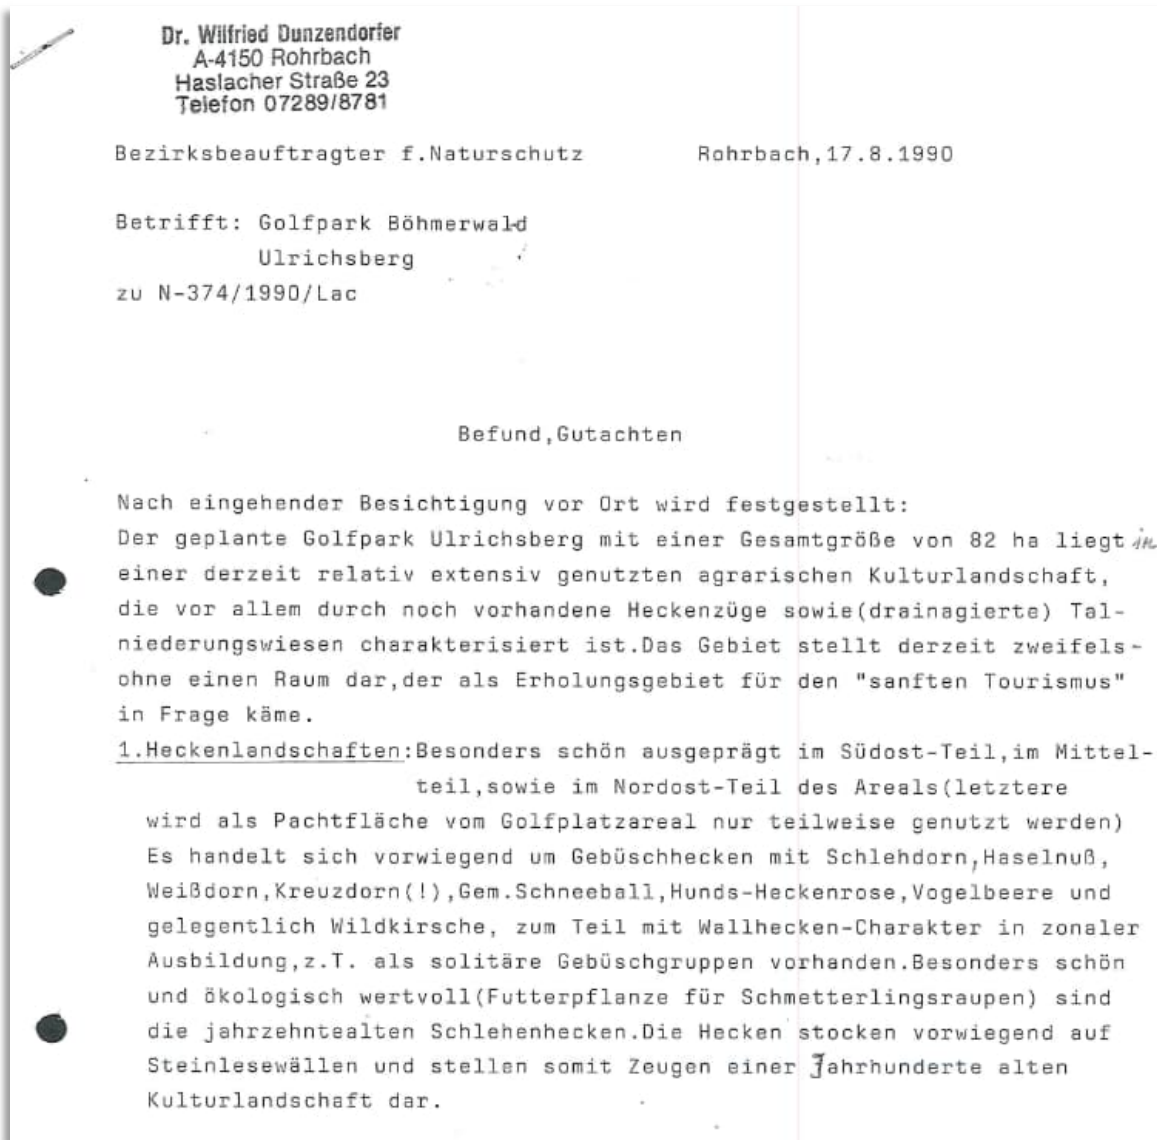 Dr. Wilfried Dunzendorfer
A-4150 Rohrbach
Haslacher Straße 23
Telefon 07289/8781
Bezirksbeauftragter f.Naturschutz Rohrbach,17.8.1990
Betrifft: Golfpark Böhmerwald
Ulrichsberg
zu N-374/1990/Lac
Befund,Gutachten
Nach eingehender Besichtigung vor Ort wird festgestellt:
Der geplante Golfpark Ulrichsberg mit einer Gesamtgröße von 82 ha liegt in
einer derzeit relativ extensiv genutzten agrarischen Kulturlandschaft,
die vor allem durch noch vorhandene Heckenzüge sowie(drainagierte) Tal-
niederungswiesen charakterisiert ist.Das Gebiet stellt derzeit zweifels-
ohne einen Raum dar,der als Erholungsgebiet für den "sanften Tourismus"
in Frage käme.
1.Heckenlandschaften:Besonders schön ausgeprägt im Südost-Teil,im Mittel-
teil,sowie im Nordost-Teil des Areals(letztere
wird als Pachtfläche vom Golfplatzareal nur teilweise genutzt werden)
Es handelt sich vorwiegend um Gebüschhecken mit Schlehdorn,Haselnuß,
Weißdorn,Kreuzdorn(!),Gem.Schneeball,Hunds-Heckenrose,Vogelbeere und
gelegentlich Wildkirsche, zum Teil mit Wallhecken-Charakter in zonaler
Ausbildung,z.T. als solitäre Gebüschgruppen vorhanden.Besonders schön
und ökologisch wertvoll(Futterpflanze für Schmetterlingsraupen) sind
die jahrzehntealten Schlehenhecken.Die Hecken stocken vorwiegend auf
Steinlesewällen und stellen somit Zeugen einer Jahrhunderte alten
Kulturlandschaft dar.